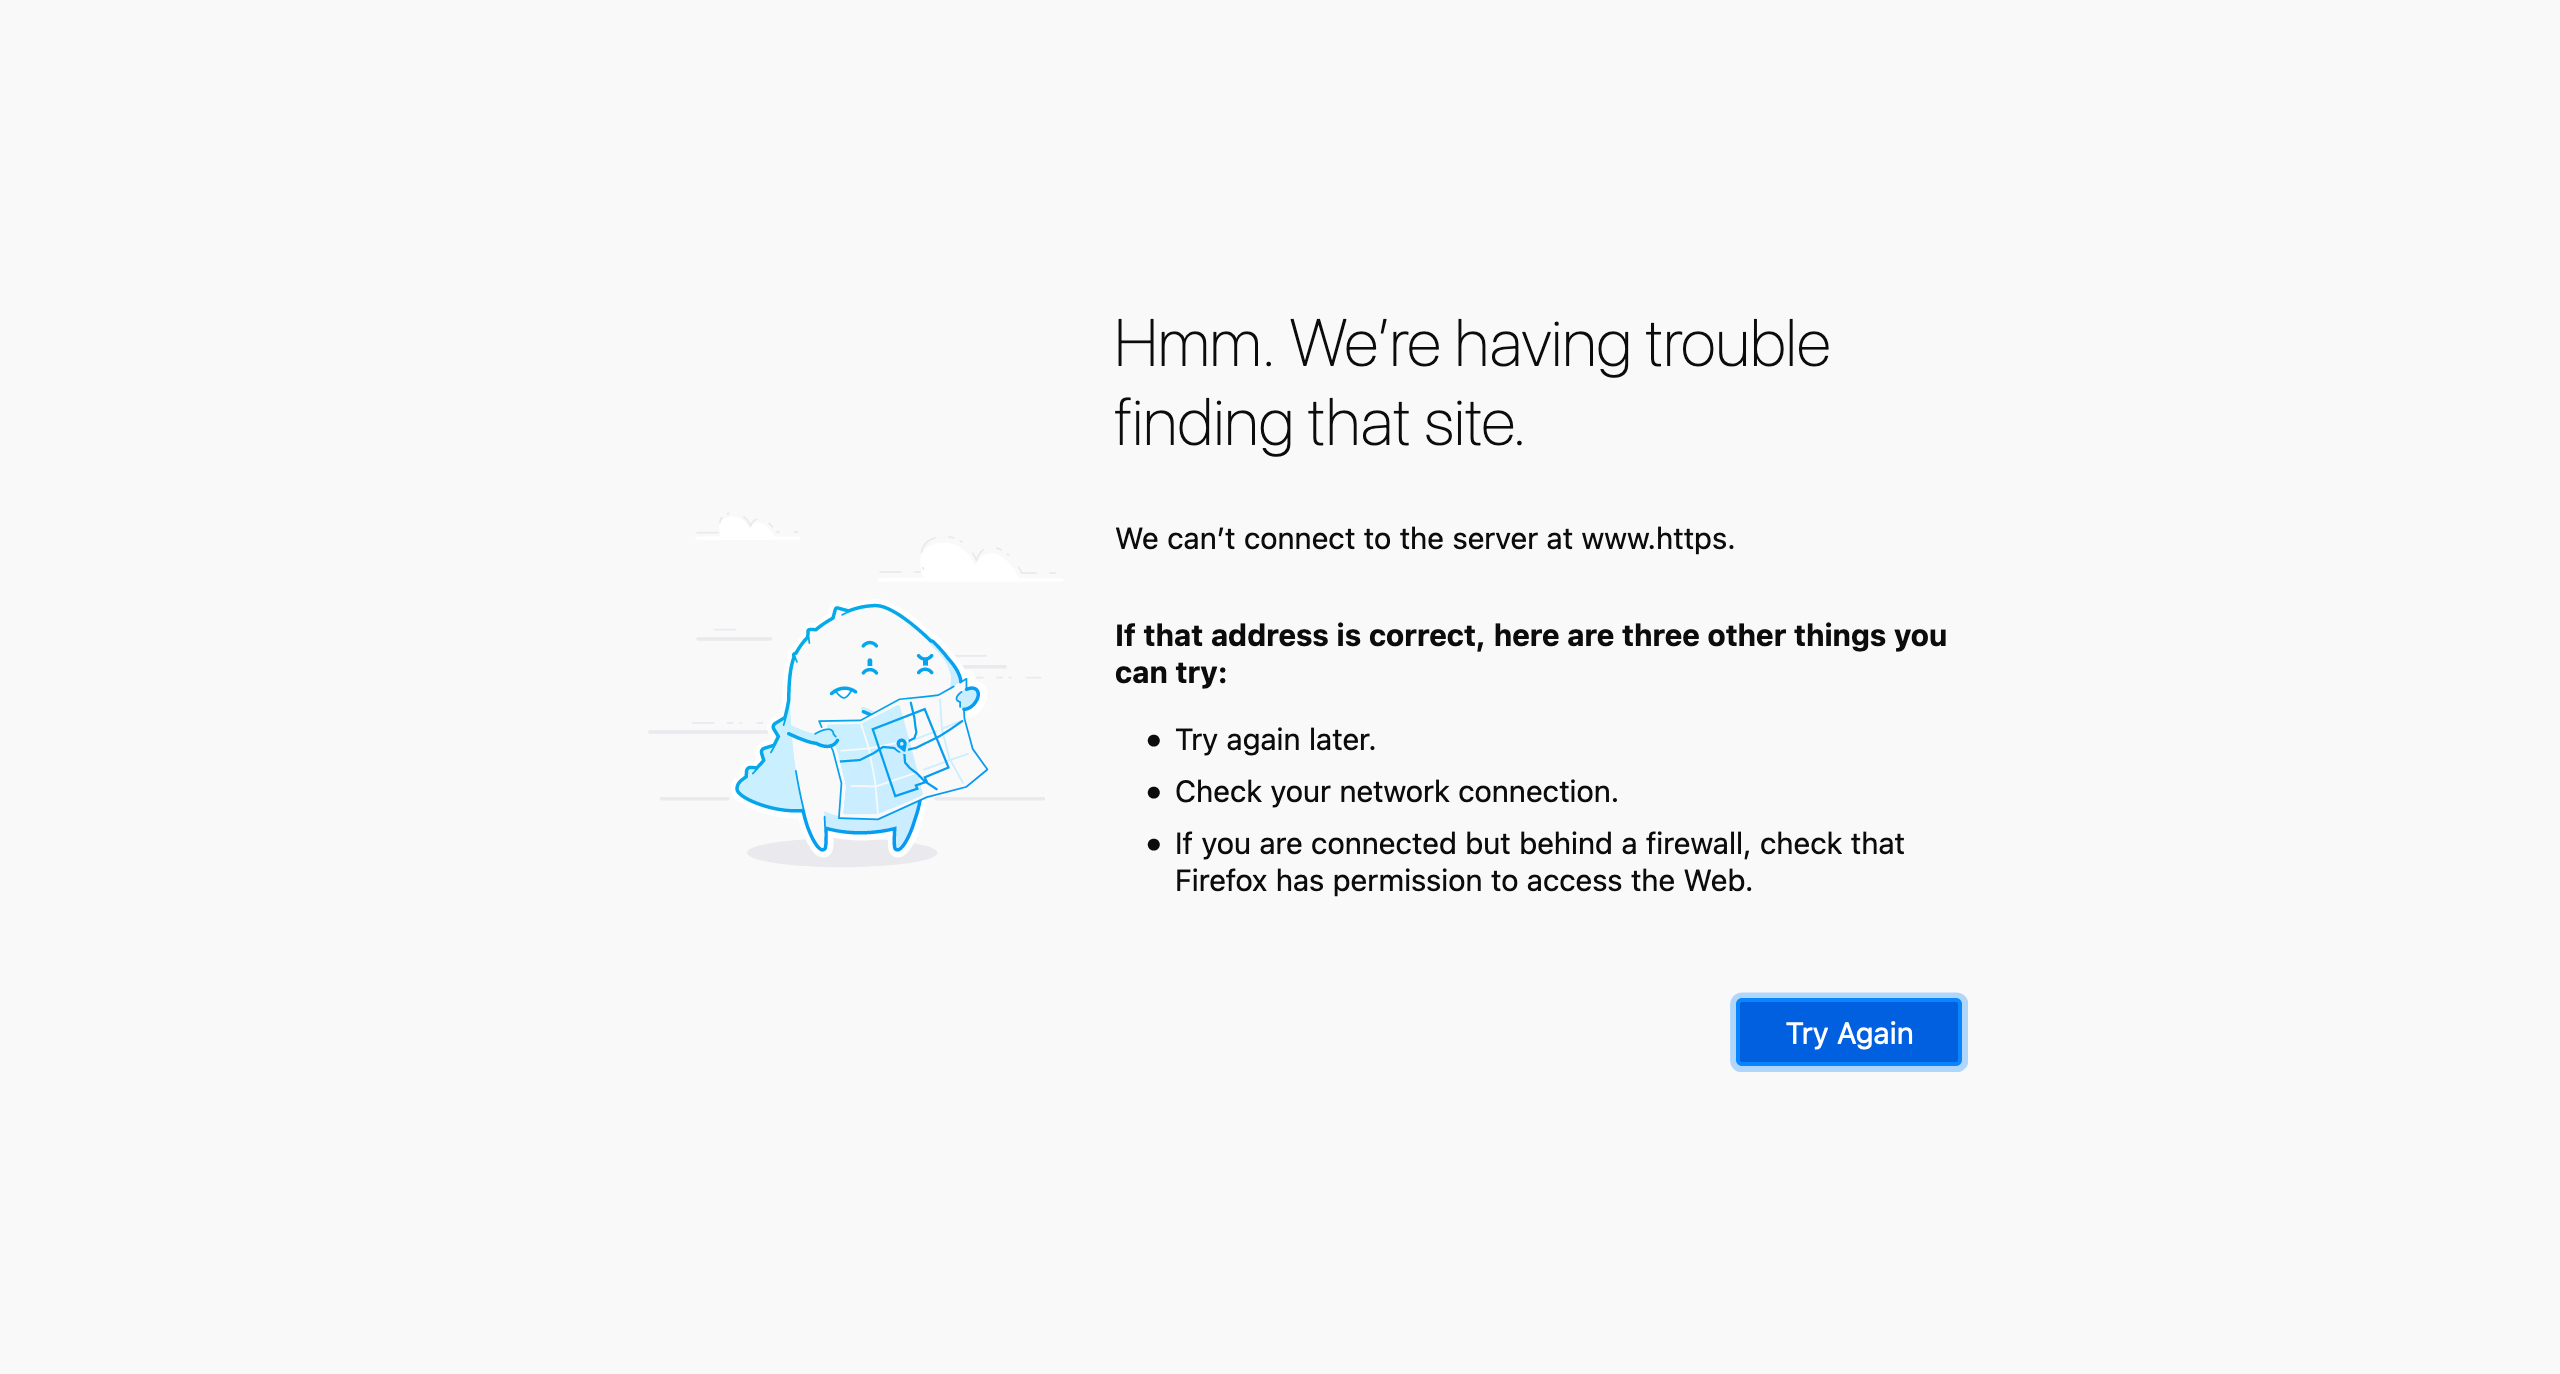 Hmm. We’re having trouble
finding that site.
We can’t connect to the server at www.https.
If that address is correct, here are three other things you
can try:
Try again later.
Check your network connection.
If you are connected but behind a firewall, check that
Firefox has permission to access the Web.
Try Again